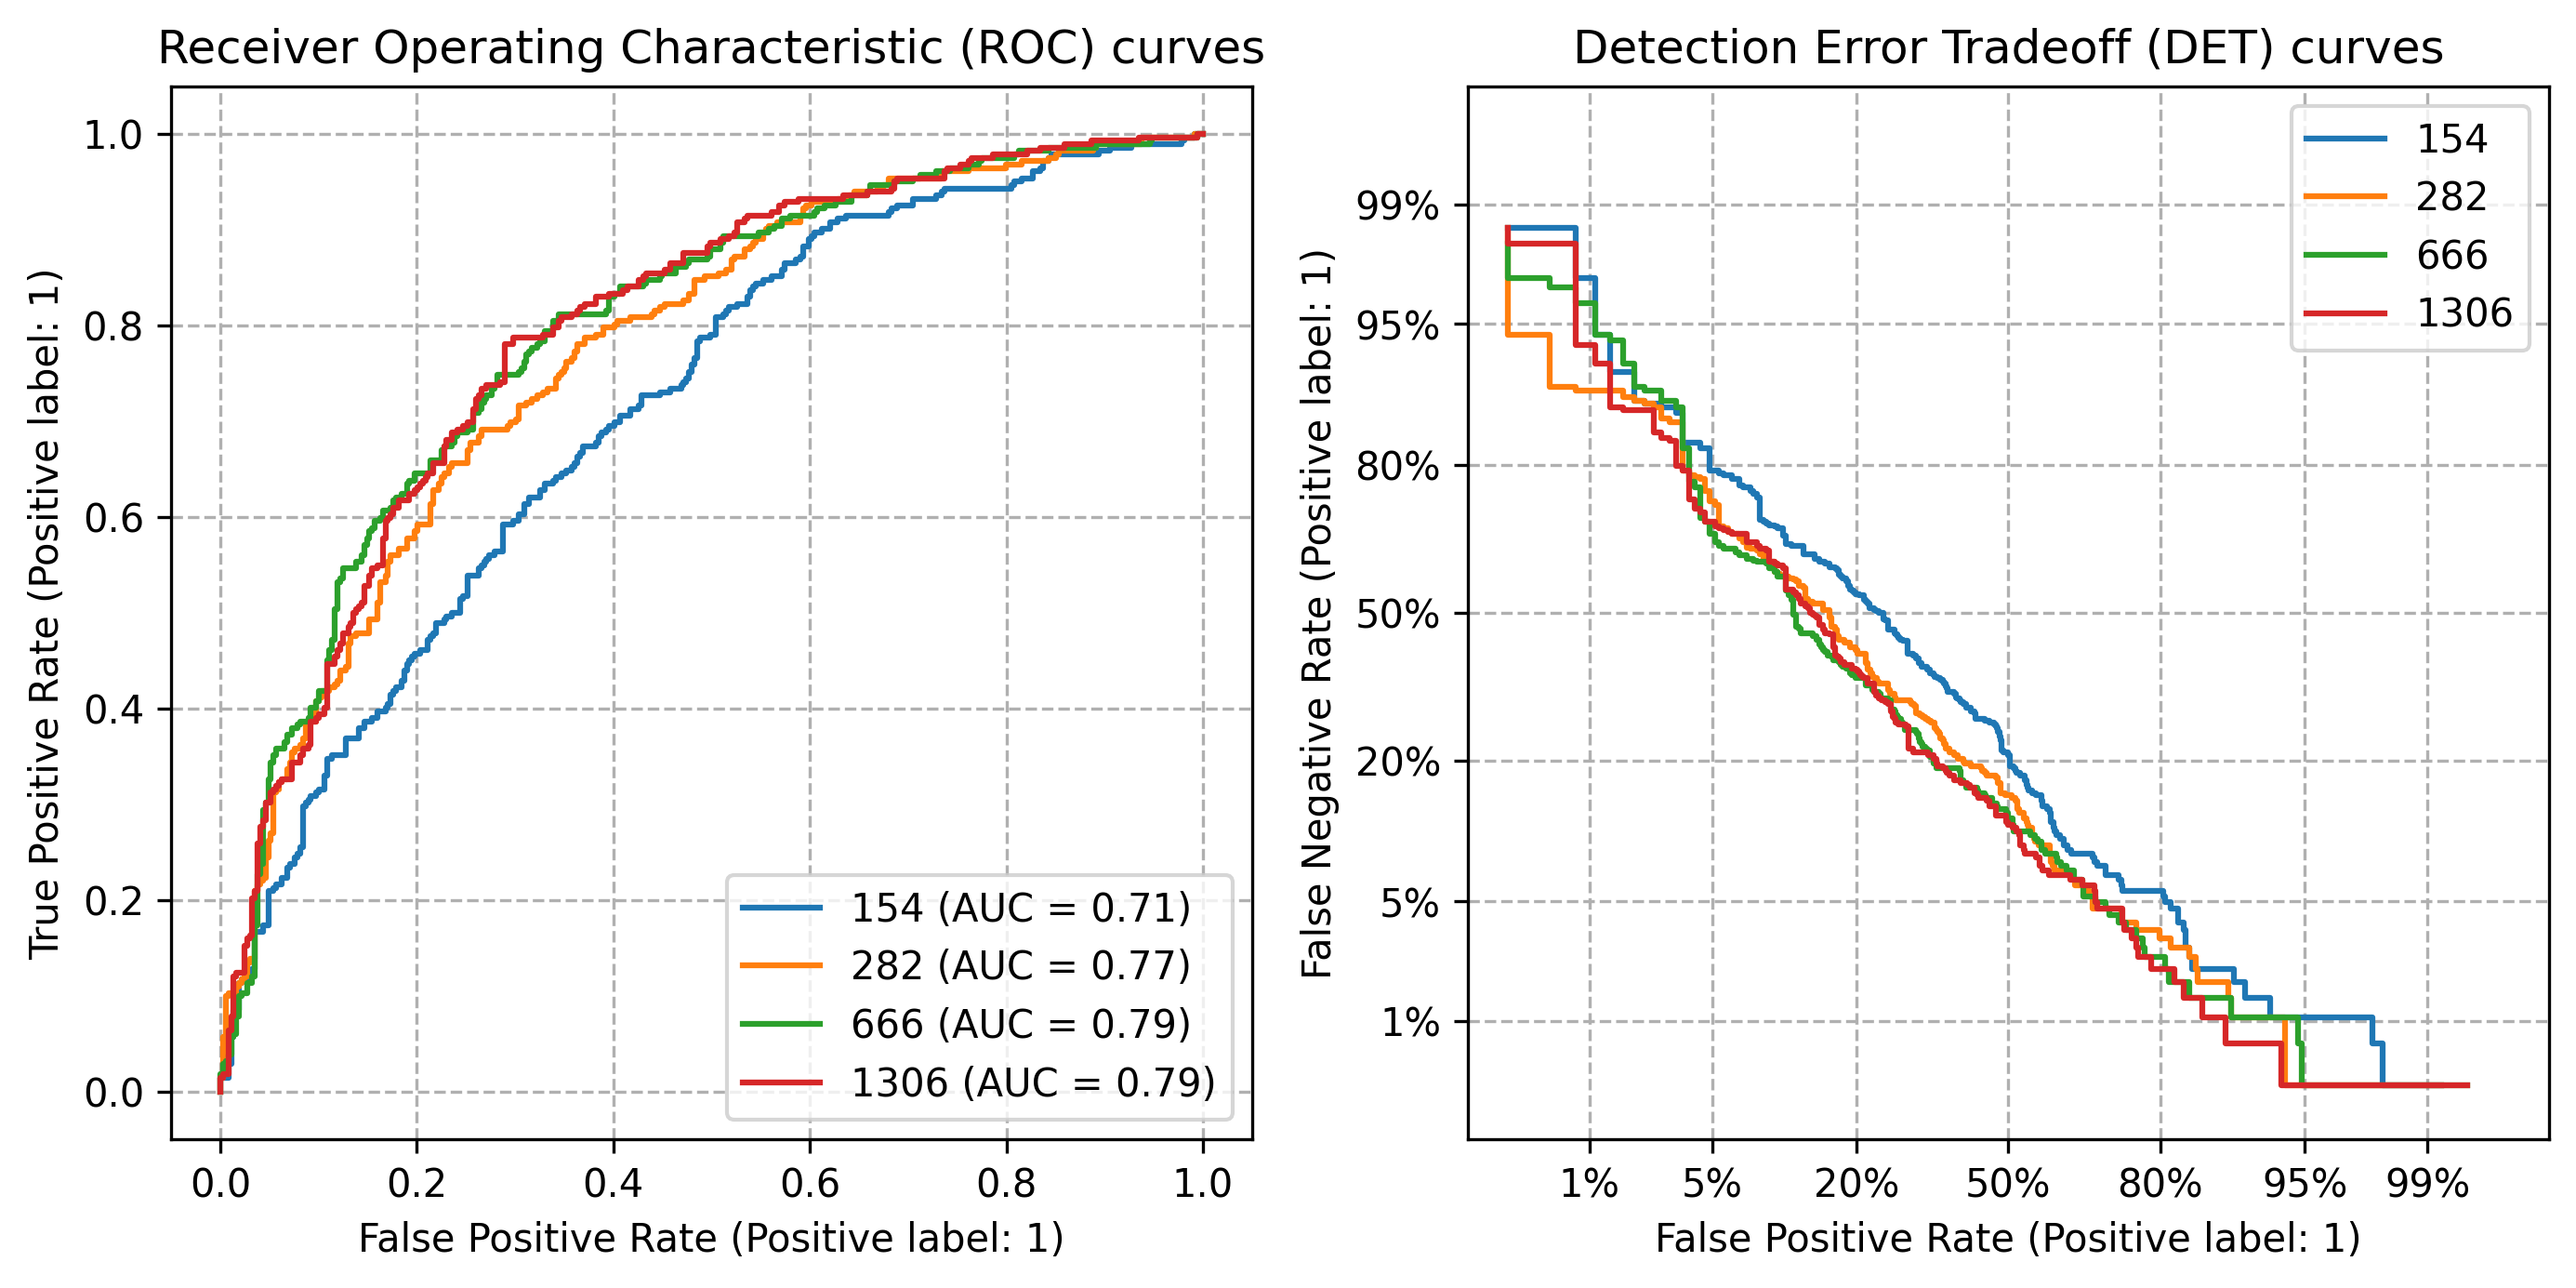 Receiver Operating Characteristic (ROC) curves
True Positive Rate (Positive label: 1)
1.0
0.8
0.6
0.4
0.2
0.0
154 (AUC = 0.71)
282 (AUC = 0.77)
666 (AUC = 0.79)
1306 (AUC = 0.79)
0.0 0.2 0.4 0.6 0.8 1.0
False Positive Rate (Positive label: 1)
Detection Error Tradeoff (DET) curves
False Negative Rate (Positive label: 1)
99%
95%
80%
50%
20%
5%
1%
154
282
666
1306
1% 5% 20% 50% 80% 95% 99%
False Positive Rate (Positive label: 1)